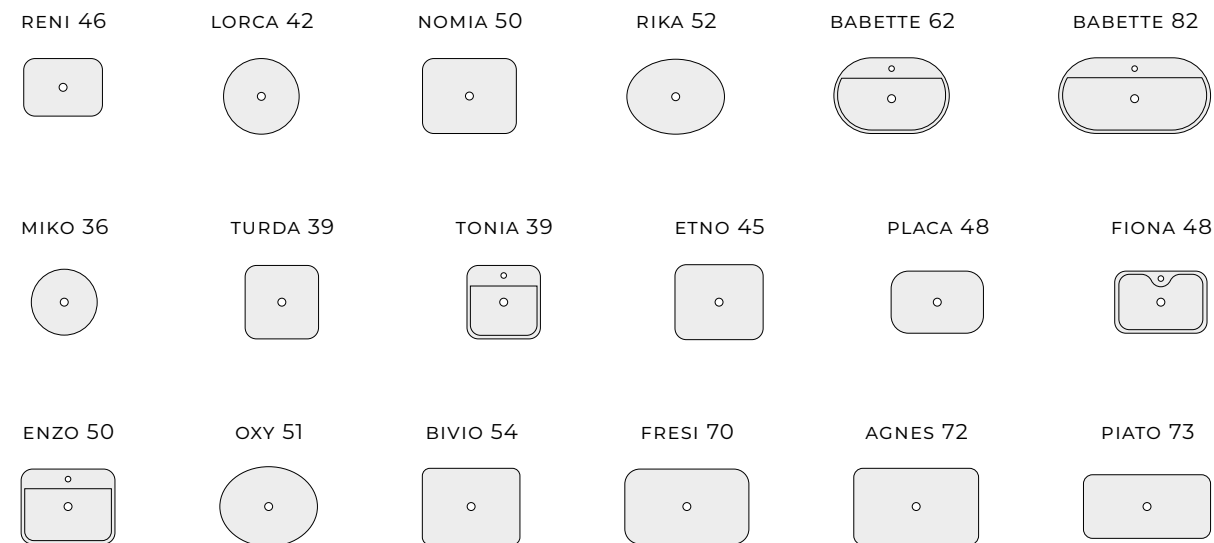 RENI 46
LORCA 42
NOMIA 50
RIKA 52
BABETTE 62
BABETTE 82
MIKO 36
TURDA 39
TONIA 39
ETNO 45
PLACA 48
FIONA 48
ENZO 50
OXY 51
BIVIO 54
FRESI 70
AGNES 72
PIATO 73